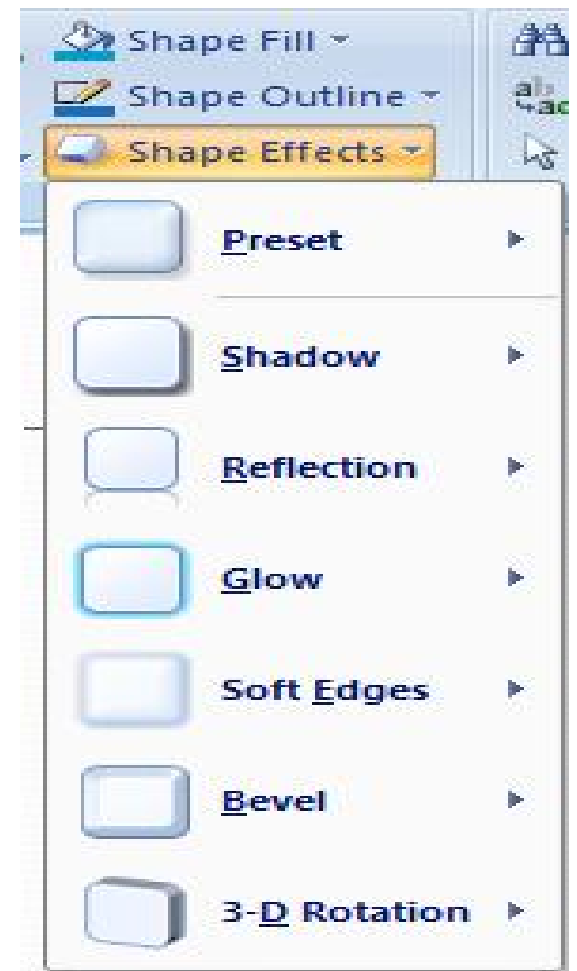 Shape Fill
Shape Outline
Shape Effects
Preset
Shadow
Reflection
Glow
Soft Edges
Bevel
3-D Rotation